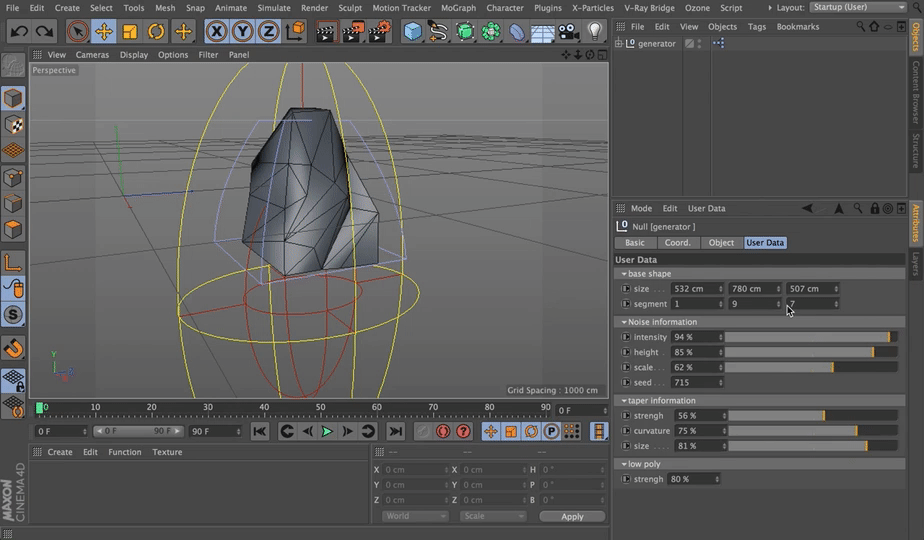 File Edit Create Select Tools Mesh Snap Animate Simulate Render Sculpt Motion Tracker MoGraph Character Plugins X-Particles V-Ray Bridge Ozone Script Layout: Startup (User)
X Y Z
View Cameras Display Options Filter Panel
Perspective
Y
Grid Spacing : 1000 cm
0 10 20 30 40 50 60 70 80 90 0 F
0 F 0 F 90 F 90 F
Create Edit Function Texture
-- -- --
X 0 cm X 0 cm H 0 °
Y 0 cm Y 0 cm P 0 °
Z 0 cm Z 0 cm B 0 °
World Scale Apply
MAXON
CINEMA4D
File Edit View Objects Tags Bookmarks
generator
Objects
Content Browser
Structure
Mode Edit User Data
Null [generator ]
Basic Coord. Object User Data
User Data
base shape
size . . . 532 cm 780 cm 507 cm
segment 1 9 7
Noise information
intensity 94 %
height 85 %
scale. . . 62 %
seed . . 715
taper information
strengh 56 %
curvature 75 %
size . . . 81 %
low poly
strengh 80 %
Attributes
Layers